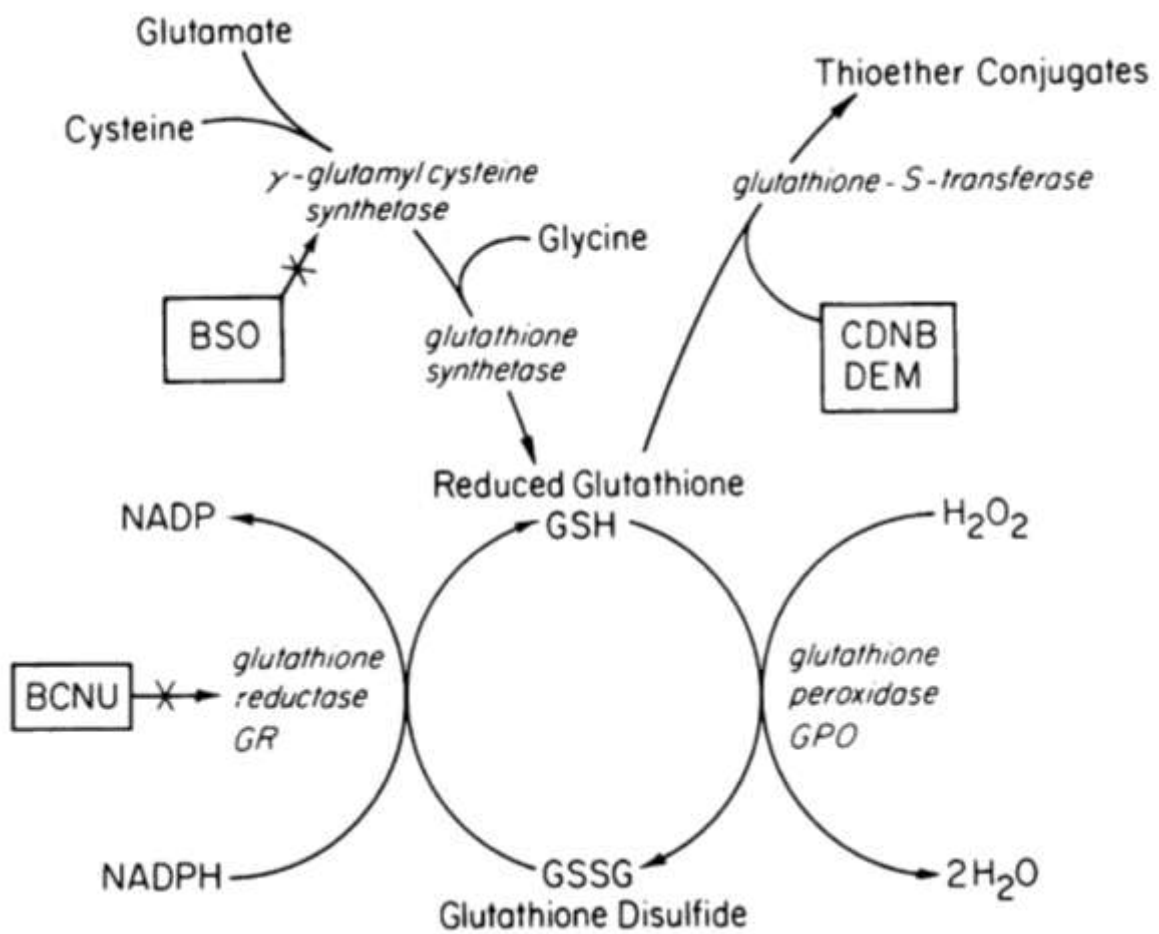 Glutamate
Thioether Conjugates
Cysteine
γ-glutamyl cysteine
synthetase
glutathione-S-transferase
Glycine
BSO
glutathione
synthetase
CDNB
DEM
Reduced Glutathione
GSH
NADP
H₂O₂
glutathione
reductase
GR
BCNU
glutathione
peroxidase
GPO
NADPH
GSSG
2H₂O
Glutathione Disulfide